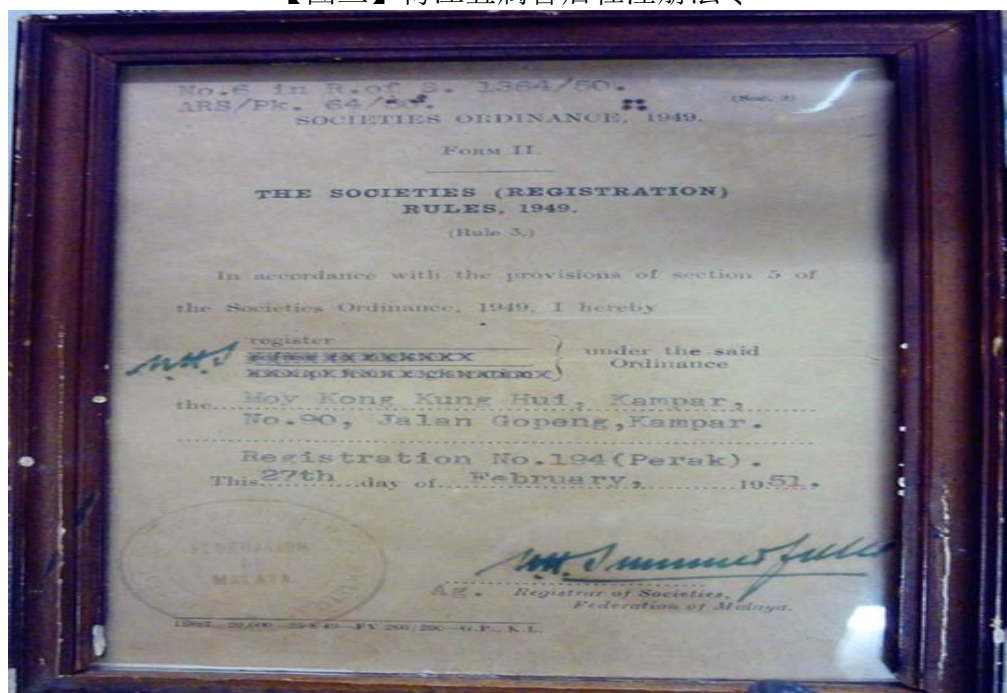 No.6 in R.of S. 1364/50.
ARS/Pk. 64/50.
SOCIETIES ORDINANCE, 1949.
FORM II.
THE SOCIETIES (REGISTRATION)
RULES, 1949.
(Rule 3.)
In accordance with the provisions of section 5 of
the Societies Ordinance, 1949, I hereby
register
under the said
Ordinance
the Hoy Kong Kung Hui, Kampar,
No.90, Jalan Gopeng,Kampar.
Registration No.194(Perak).
This 27th day of February, 1951.
FEDERATION
OF
MALAYA
Ag. Registrar of Societies,
Federation of Malaya.